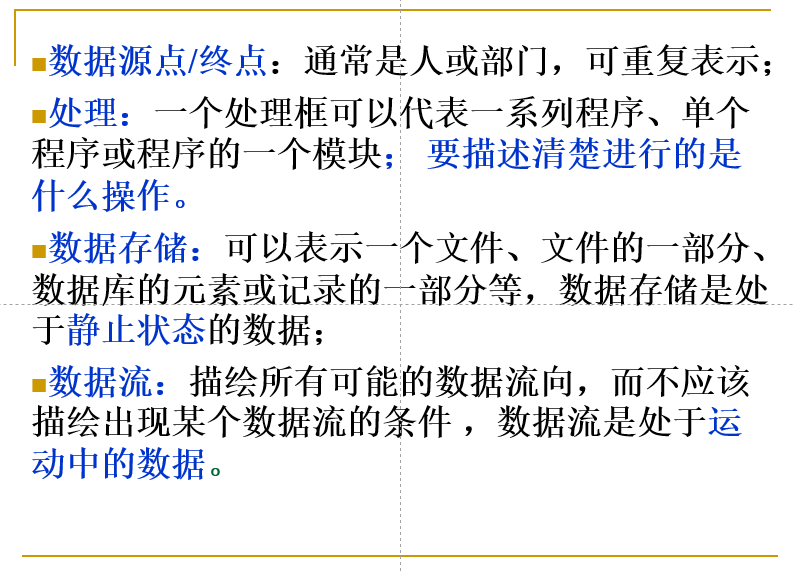 数据源点/终点：通常是人或部门，可重复表示；
处理：一个处理框可以代表一系列程序、单个
程序或程序的一个模块； 要描述清楚进行的是
什么操作。
数据存储：可以表示一个文件、文件的一部分、
数据库的元素或记录的一部分等，数据存储是处
于静止状态的数据；
数据流：描绘所有可能的数据流向，而不应该
描绘出现某个数据流的条件 ，数据流是处于运
动中的数据。